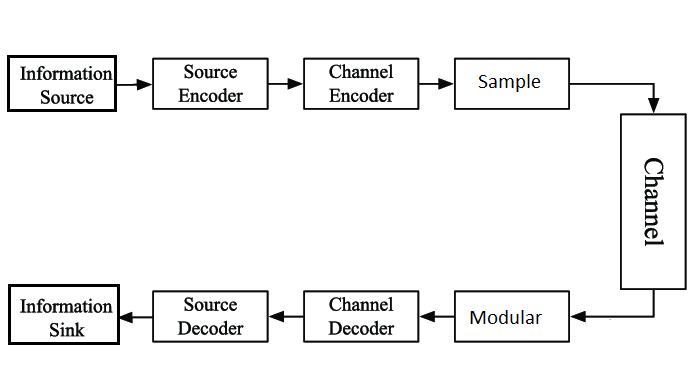 Information
Source
Source
Encoder
Channel
Encoder
Sample
Channel
Information
Sink
Source
Decoder
Channel
Decoder
Modular